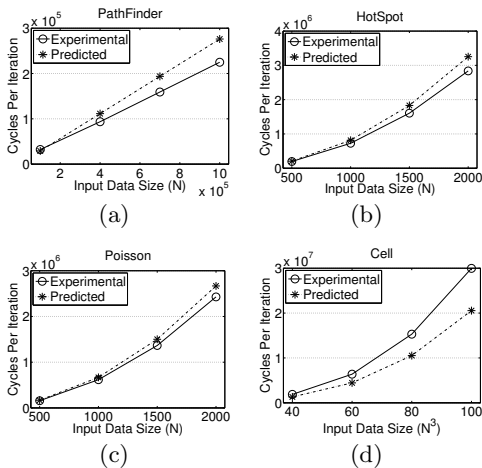 PathFinder
3 x 10^5
Experimental
Predicted
2
1
0
2 4 6 8 10
x 10^5
Cycles Per Iteration
Input Data Size (N)
(a)
HotSpot
4 x 10^6
Experimental
Predicted
3
2
1
0
500 1000 1500 2000
Cycles Per Iteration
Input Data Size (N)
(b)
Poisson
3 x 10^6
Experimental
Predicted
2
1
0
500 1000 1500 2000
Cycles Per Iteration
Input Data Size (N)
(c)
Cell
3 x 10^7
Experimental
Predicted
2
1
0
40 60 80 100
Cycles Per Iteration
Input Data Size (N^3)
(d)